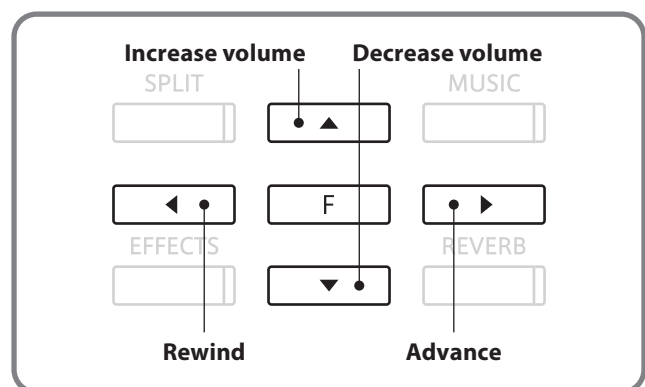 Increase volume Decrease volume
SPLIT MUSIC
F
EFFECTS REVERB
Rewind Advance